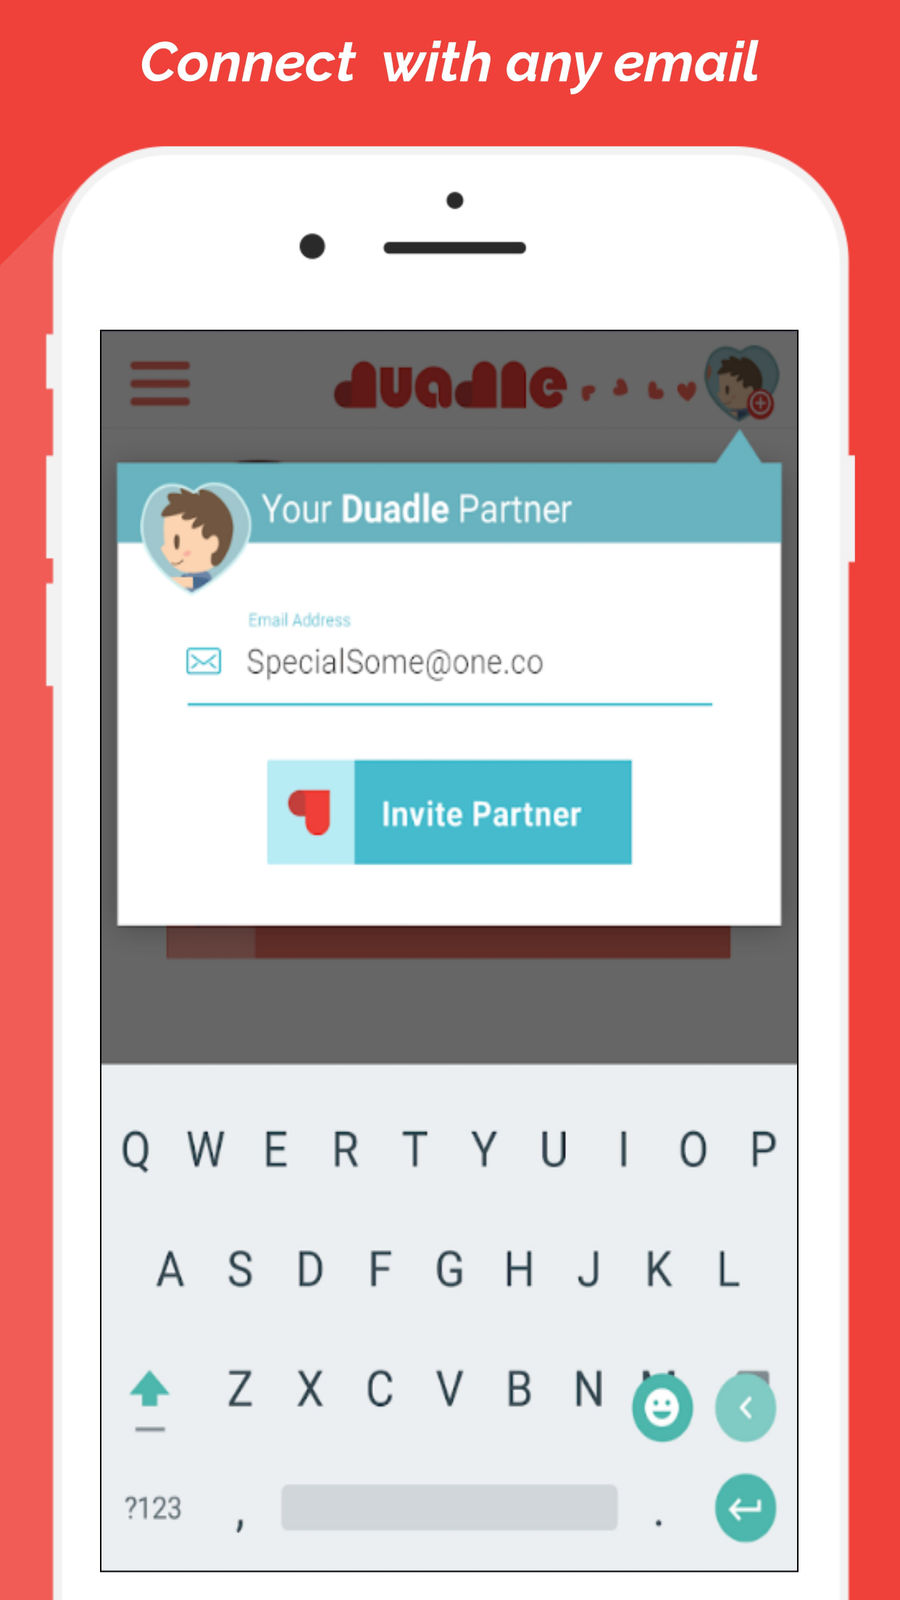 Connect with any email
duadle
Your Duadle Partner
Email Address
SpecialSome@one.co
Invite Partner
Q W E R T Y U I O P
A S D F G H J K L
Z X C V B N
?123 , .